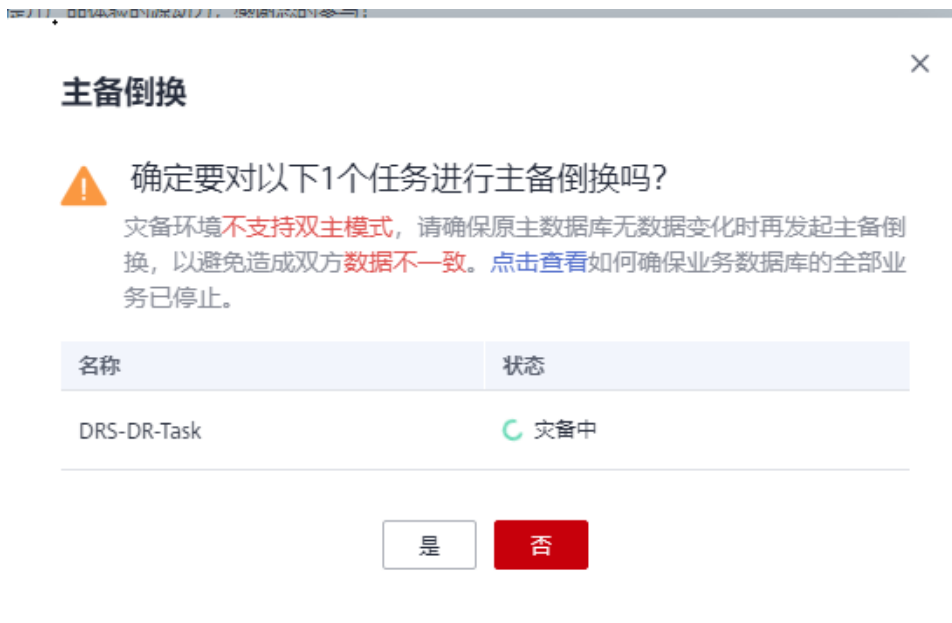 主备倒换
确定要对以下1个任务进行主备倒换吗？
灾备环境不支持双主模式，请确保原主数据库无数据变化时再发起主备倒
换，以避免造成双方数据不一致。点击查看如何确保业务数据库的全部业
务已停止。
名称 状态
DRS-DR-Task 灾备中
是 否